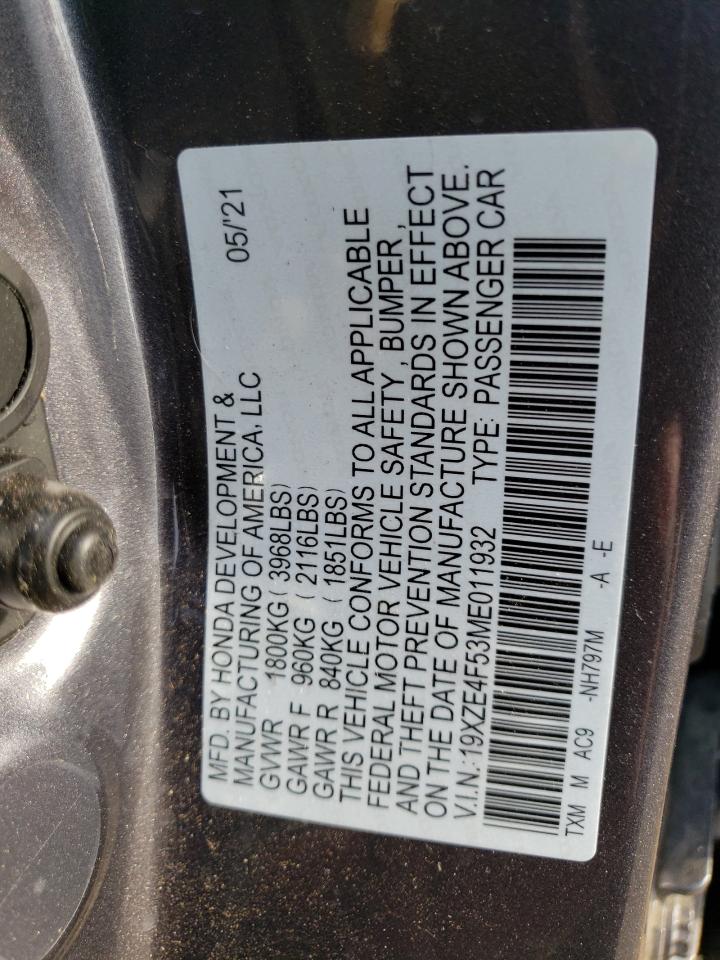 05/'21
MFD. BY HONDA DEVELOPMENT &
MANUFACTURING OF AMERICA, LLC
GVWR 1800KG ( 3968LBS)
GAWR F 960KG ( 2116LBS)
GAWR R 840KG ( 1851LBS)
THIS VEHICLE CONFORMS TO ALL APPLICABLE
FEDERAL MOTOR VEHICLE SAFETY , BUMPER ,
AND THEFT PREVENTION STANDARDS IN EFFECT
ON THE DATE OF MANUFACTURE SHOWN ABOVE.
V.I.N.: 19XZE4F53ME011932 TYPE: PASSENGER CAR
TXM M AC9 -NH797M -A -E